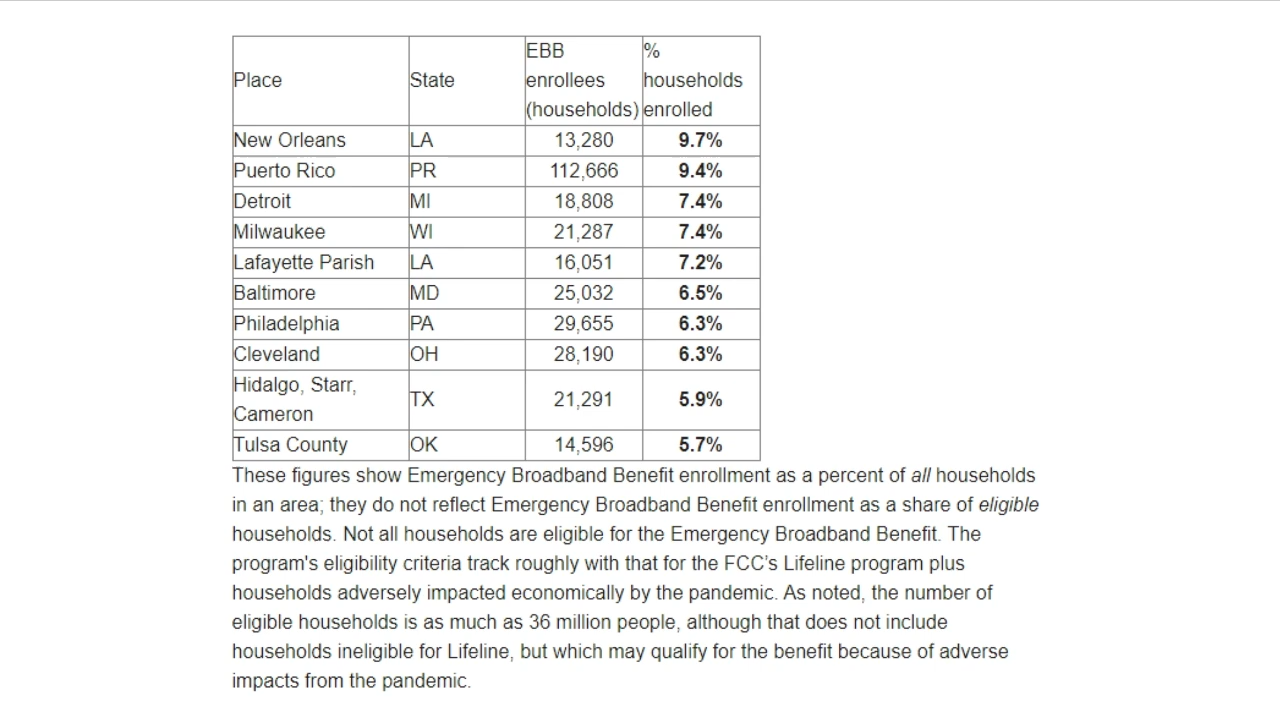 Place State EBB enrollees (households) % households enrolled
New Orleans LA 13,280 9.7%
Puerto Rico PR 112,666 9.4%
Detroit MI 18,808 7.4%
Milwaukee WI 21,287 7.4%
Lafayette Parish LA 16,051 7.2%
Baltimore MD 25,032 6.5%
Philadelphia PA 29,655 6.3%
Cleveland OH 28,190 6.3%
Hidalgo, Starr, Cameron TX 21,291 5.9%
Tulsa County OK 14,596 5.7%
These figures show Emergency Broadband Benefit enrollment as a percent of all households
in an area; they do not reflect Emergency Broadband Benefit enrollment as a share of eligible
households. Not all households are eligible for the Emergency Broadband Benefit. The
program's eligibility criteria track roughly with that for the FCC's Lifeline program plus
households adversely impacted economically by the pandemic. As noted, the number of
eligible households is as much as 36 million people, although that does not include
households ineligible for Lifeline, but which may qualify for the benefit because of adverse
impacts from the pandemic.